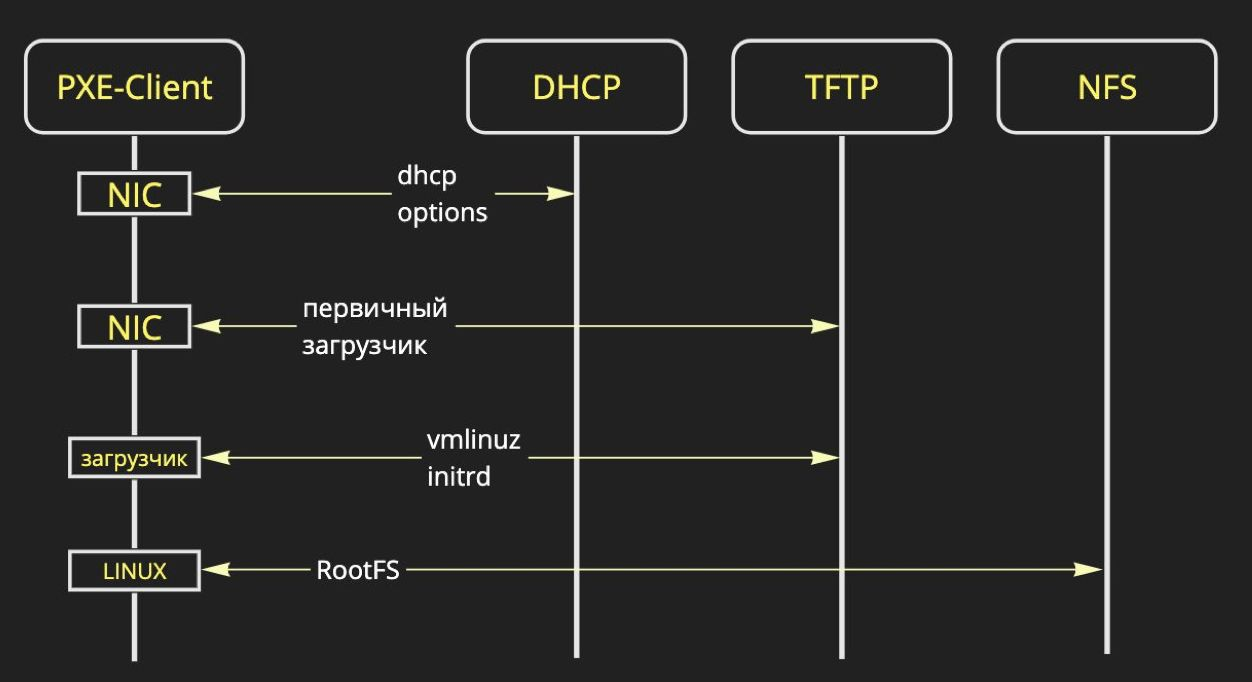 PXE-Client
DHCP
TFTP
NFS
NIC
dhcp
options
NIC
первичный
загрузчик
загрузчик
vmlinuz
initrd
LINUX
RootFS